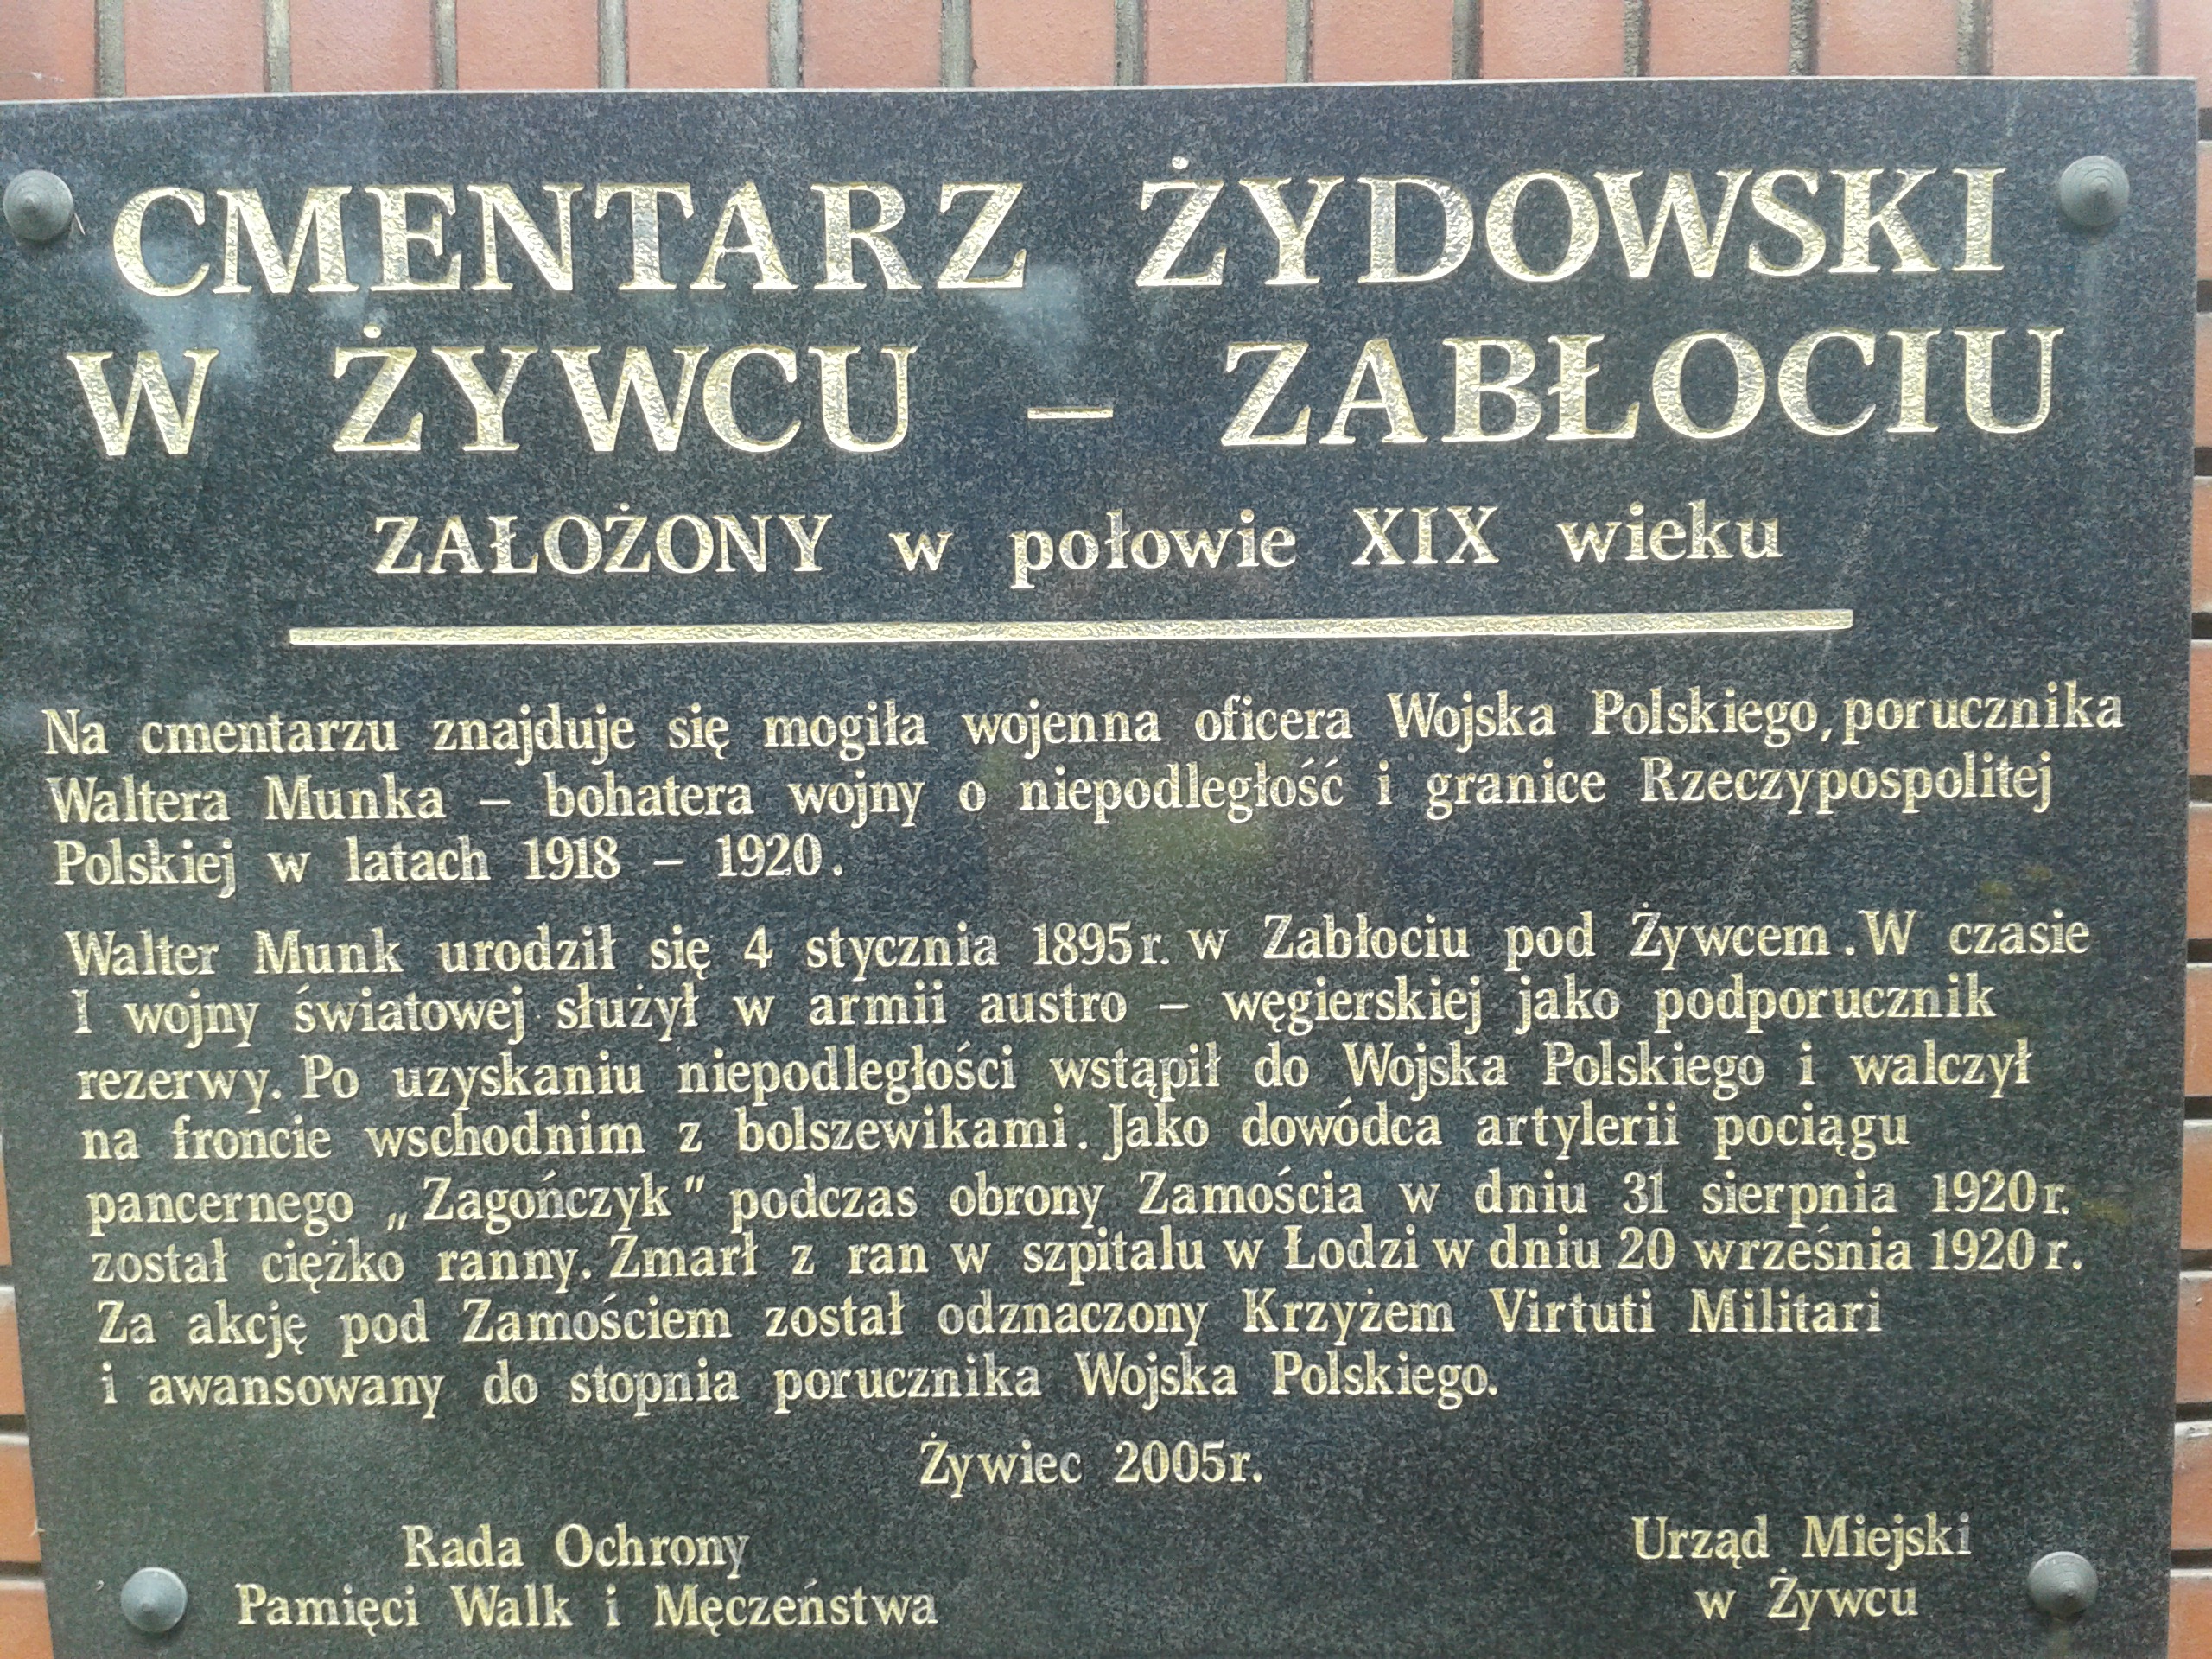 CMENTARZ ŻYDOWSKI
W ŻYWCU – ZABŁOCIU
ZAŁOŻONY w połowie XIX wieku
Na cmentarzu znajduje się mogiła wojenna oficera Wojska Polskiego, porucznika
Waltera Munka – bohatera wojny o niepodległość i granice Rzeczypospolitej
Polskiej w latach 1918 – 1920.
Walter Munk urodził się 4 stycznia 1895r. w Zabłociu pod Żywcem. W czasie
I wojny światowej służył w armii austro – węgierskiej jako podporucznik
rezerwy. Po uzyskaniu niepodległości wstąpił do Wojska Polskiego i walczył
na froncie wschodnim z bolszewikami. Jako dowódca artylerii pociągu
pancernego „Zagończyk” podczas obrony Zamościa w dniu 31 sierpnia 1920r.
został ciężko ranny. Zmarł z ran w szpitalu w Łodzi w dniu 20 września 1920 r.
Za akcję pod Zamościem został odznaczony Krzyżem Virtuti Militari
i awansowany do stopnia porucznika Wojska Polskiego.
Żywiec 2005r.
Rada Ochrony
Pamięci Walk i Męczeństwa
Urząd Miejski
w Żywcu